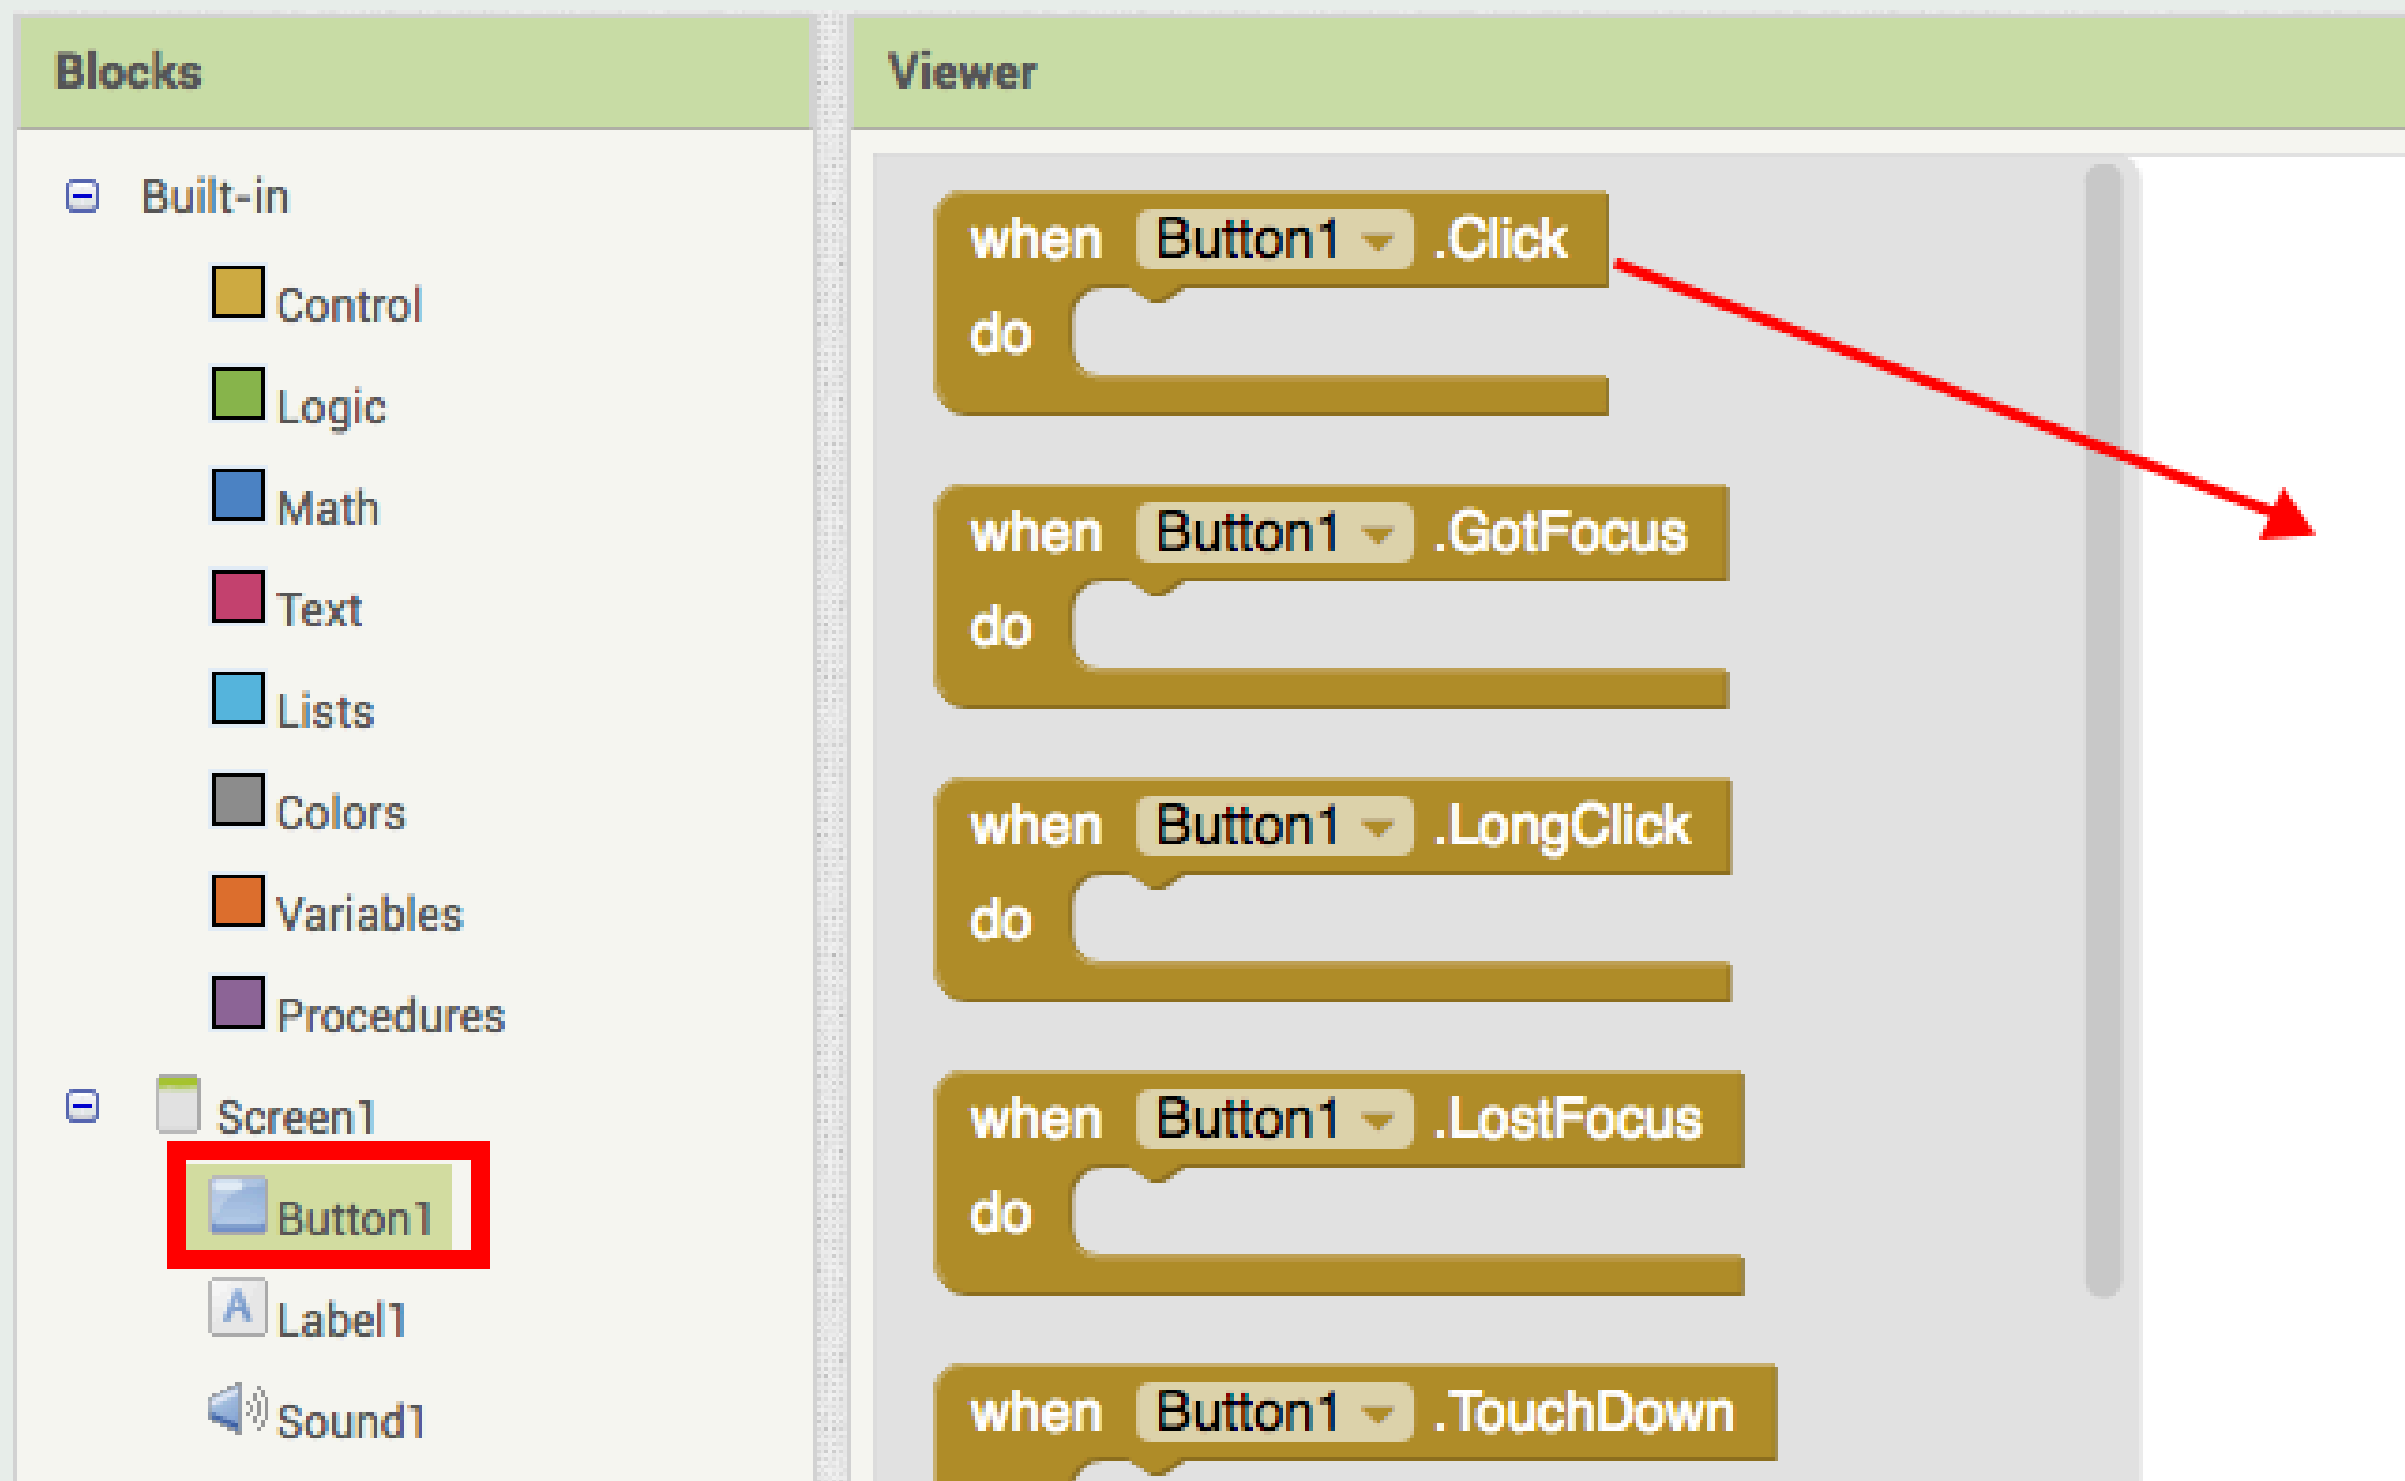 Blocks
Built-in
Control
Logic
Math
Text
Lists
Colors
Variables
Procedures
Screen1
Button1
Label1
Sound1
Viewer
when Button1 .Click
do
when Button1 .GotFocus
do
when Button1 .LongClick
do
when Button1 .LostFocus
do
when Button1 .TouchDown